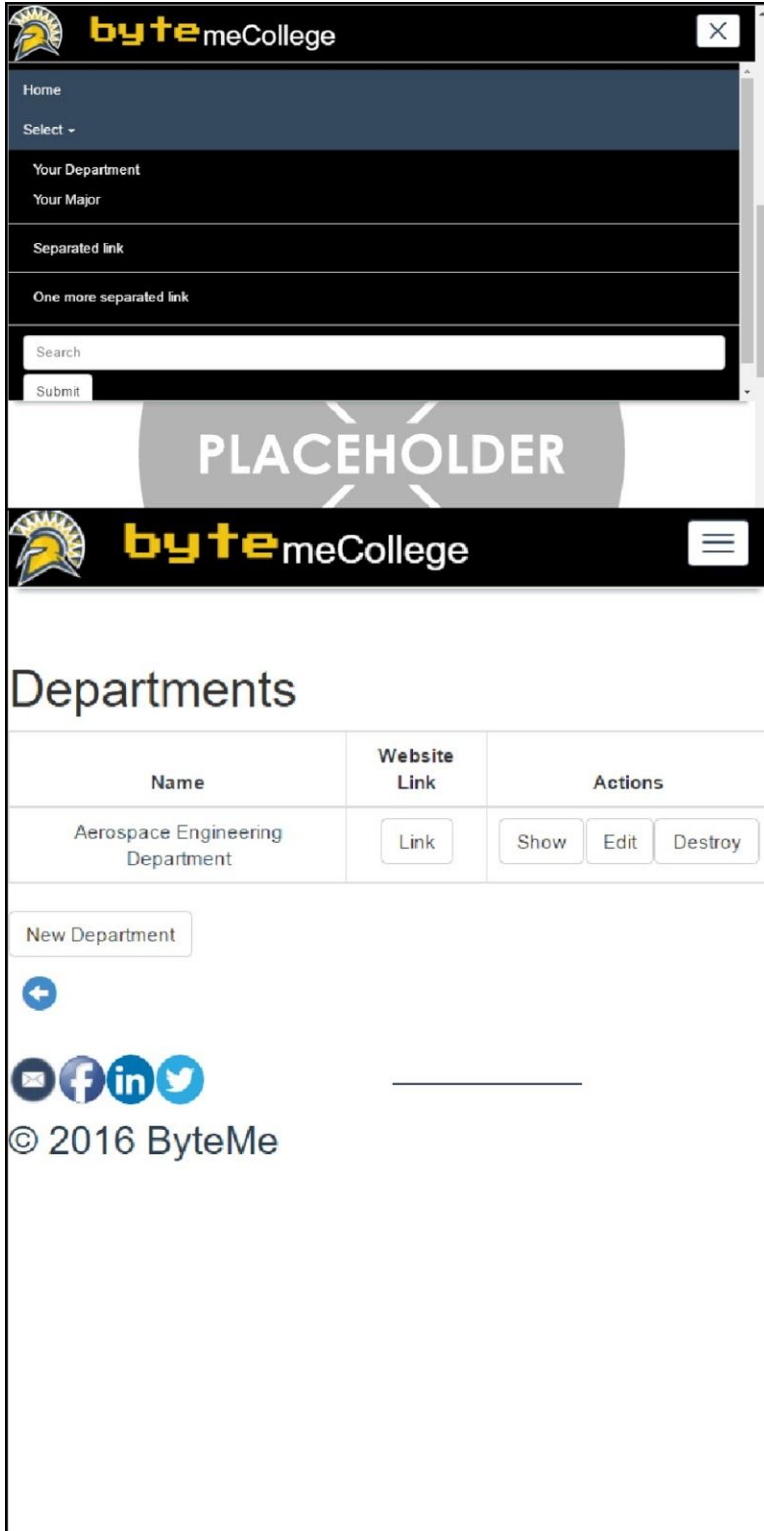 byte meCollege
Home
Select
Your Department
Your Major
Separated link
One more separated link
Search
Submit
PLACEHOLDER
byte meCollege
Departments
Name Website Link Actions
Aerospace Engineering Department Link Show Edit Destroy
New Department
f in
© 2016 ByteMe